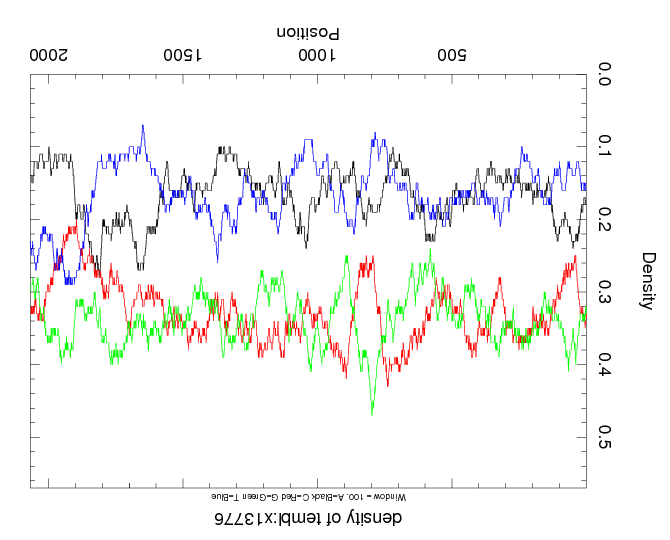 density of tembl:x13776
Window = 100, A=Black C=Red G=Green T=Blue
0.5
0.4
0.3
0.2
0.1
0.0
Density
500
1000
1500
2000
Position